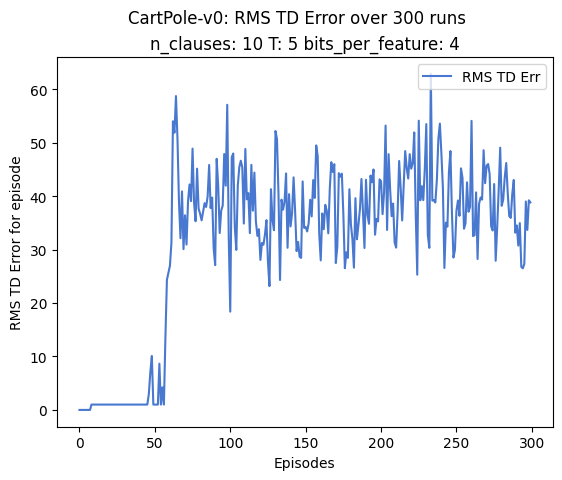 CartPole-v0: RMS TD Error over 300 runs
n_clauses: 10 T: 5 bits_per_feature: 4
RMS TD Err
60
50
40
30
20
10
0
RMS TD Error for episode
0 50 100 150 200 250 300
Episodes